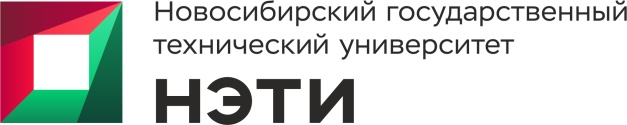 Новосибирский государственный
технический университет
НЭТИ